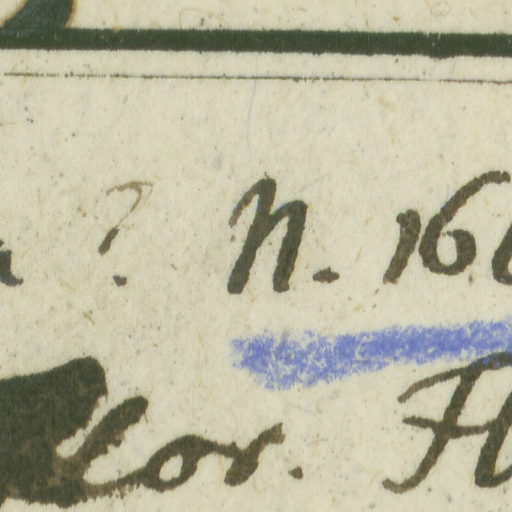 ? N. 16
lor. Fl